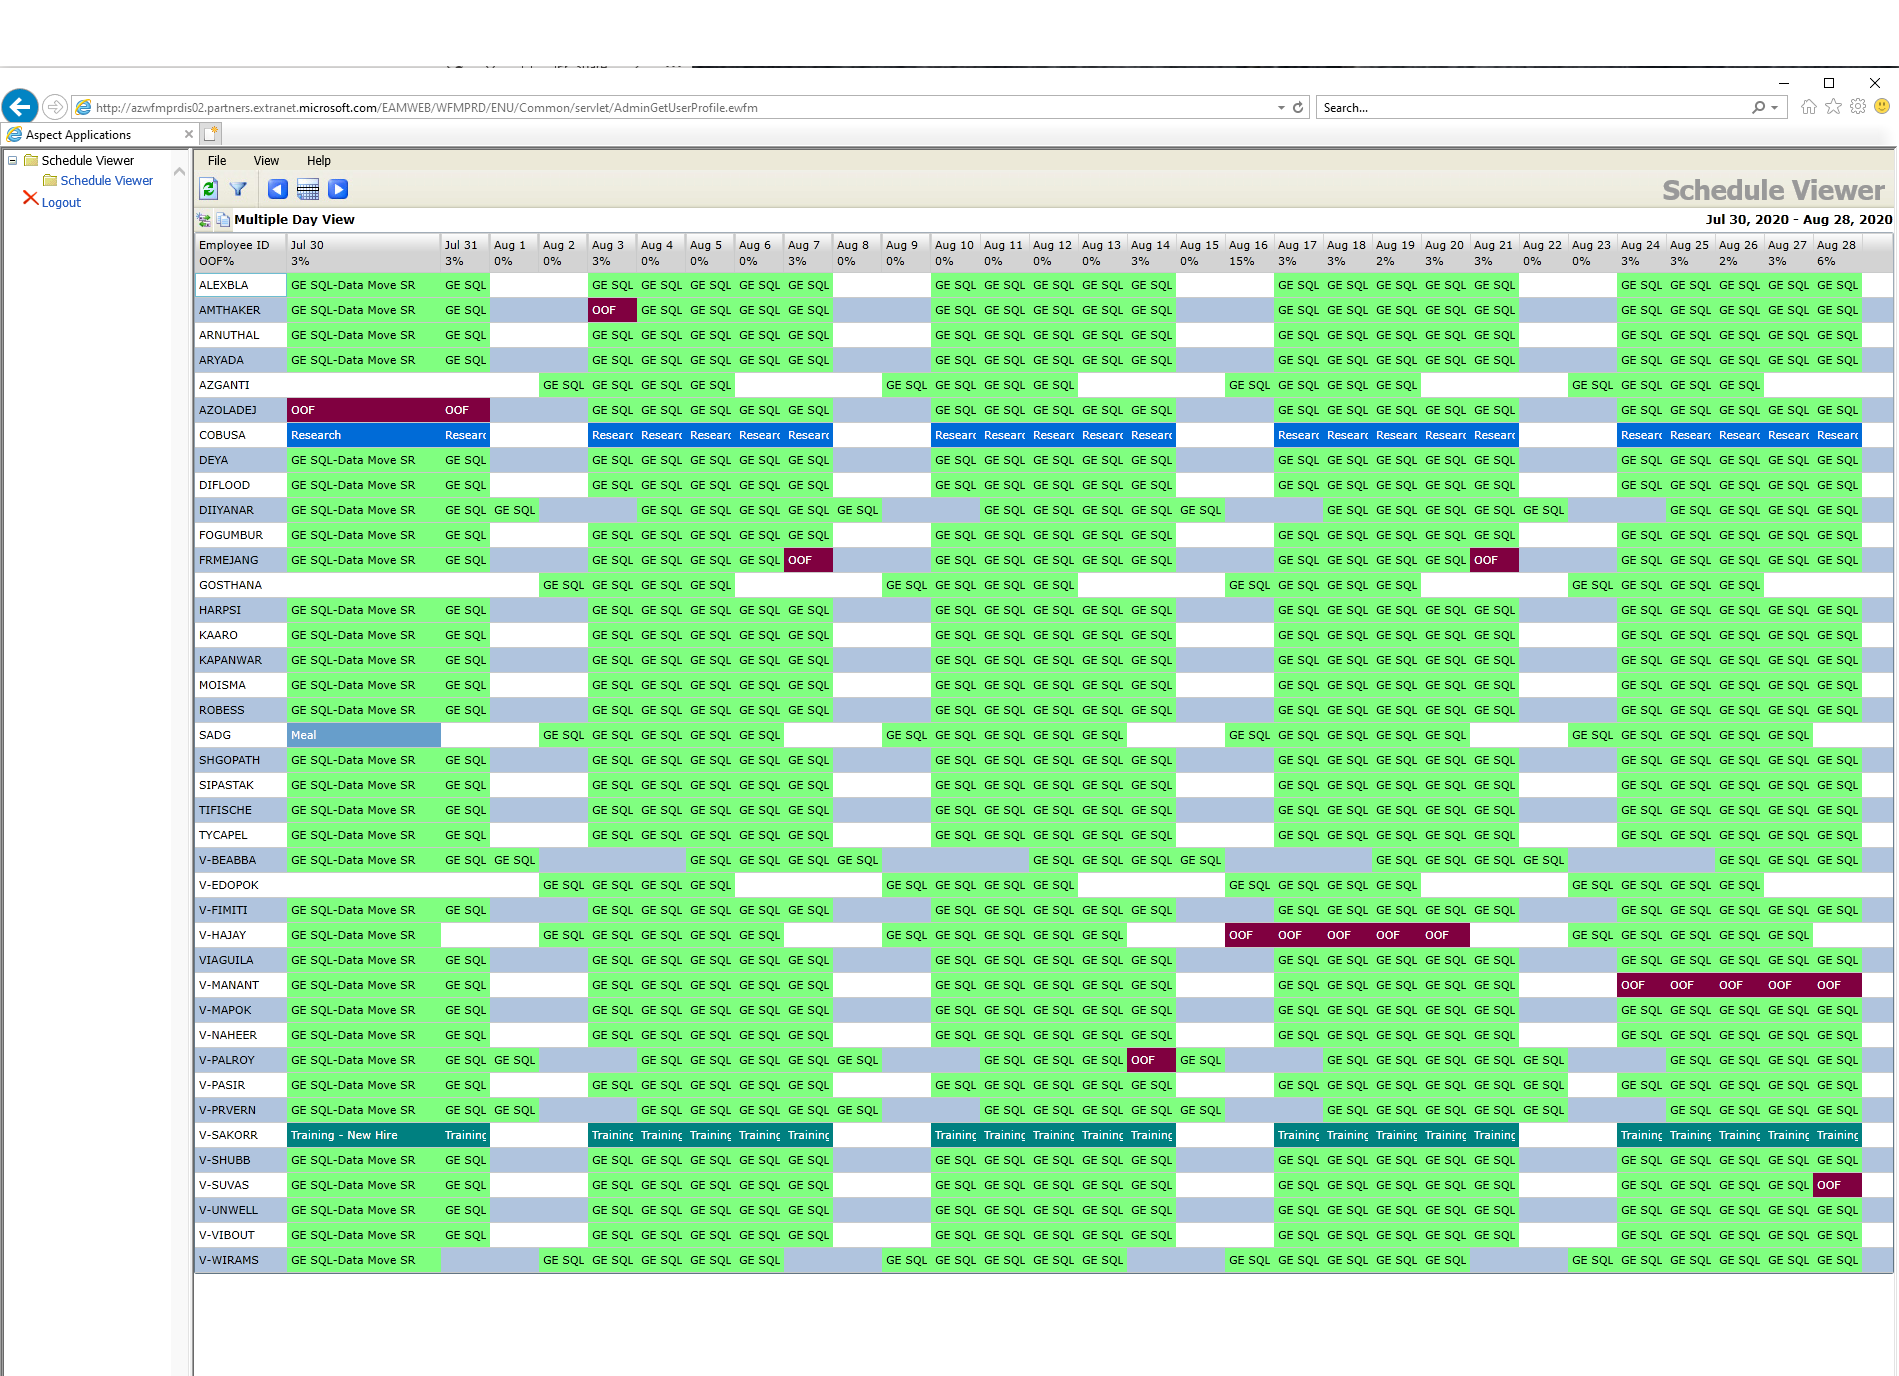 http://azwfmprdis02.partners.extranet.microsoft.com/EAMWEB/WFMPRD/ENU/Common/servlet/AdminGetUserProfile.ewfm Search...
Aspect Applications
Schedule Viewer File View Help
Schedule Viewer
Logout
Schedule Viewer
Multiple Day View Jul 30, 2020 - Aug 28, 2020
Employee ID Jul 30 Jul 31 Aug 1 Aug 2 Aug 3 Aug 4 Aug 5 Aug 6 Aug 7 Aug 8 Aug 9 Aug 10 Aug 11 Aug 12 Aug 13 Aug 14 Aug 15 Aug 16 Aug 17 Aug 18 Aug 19 Aug 20 Aug 21 Aug 22 Aug 23 Aug 24 Aug 25 Aug 26 Aug 27 Aug 28
OOF% 3% 3% 0% 0% 3% 0% 0% 0% 3% 0% 0% 0% 0% 0% 0% 3% 0% 15% 3% 3% 2% 3% 3% 0% 0% 3% 3% 2% 3% 6%
ALEXBLA GE SQL-Data Move SR GE SQL GE SQL GE SQL GE SQL GE SQL GE SQL GE SQL GE SQL GE SQL GE SQL GE SQL GE SQL GE SQL GE SQL GE SQL GE SQL GE SQL GE SQL GE SQL GE SQL GE SQL
AMTHAKER GE SQL-Data Move SR GE SQL OOF GE SQL GE SQL GE SQL GE SQL GE SQL GE SQL GE SQL GE SQL GE SQL GE SQL GE SQL GE SQL GE SQL GE SQL GE SQL GE SQL GE SQL GE SQL GE SQL
ARNUTHAL GE SQL-Data Move SR GE SQL GE SQL GE SQL GE SQL GE SQL GE SQL GE SQL GE SQL GE SQL GE SQL GE SQL GE SQL GE SQL GE SQL GE SQL GE SQL GE SQL GE SQL GE SQL GE SQL GE SQL
ARYADA GE SQL-Data Move SR GE SQL GE SQL GE SQL GE SQL GE SQL GE SQL GE SQL GE SQL GE SQL GE SQL GE SQL GE SQL GE SQL GE SQL GE SQL GE SQL GE SQL GE SQL GE SQL GE SQL GE SQL
AZGANTI GE SQL GE SQL GE SQL GE SQL GE SQL GE SQL GE SQL GE SQL GE SQL GE SQL GE SQL GE SQL GE SQL GE SQL GE SQL GE SQL
AZOLADEJ OOF OOF GE SQL GE SQL GE SQL GE SQL GE SQL GE SQL GE SQL GE SQL GE SQL GE SQL GE SQL GE SQL GE SQL GE SQL GE SQL GE SQL GE SQL GE SQL GE SQL GE SQL
COBUSA Research Researc Researc Researc Researc Researc Researc Researc Researc Researc Researc Researc Researc Researc Researc Researc Researc Researc Researc Researc Researc Researc
DEYA GE SQL-Data Move SR GE SQL GE SQL GE SQL GE SQL GE SQL GE SQL GE SQL GE SQL GE SQL GE SQL GE SQL GE SQL GE SQL GE SQL GE SQL GE SQL GE SQL GE SQL GE SQL GE SQL GE SQL
DIFLOOD GE SQL-Data Move SR GE SQL GE SQL GE SQL GE SQL GE SQL GE SQL GE SQL GE SQL GE SQL GE SQL GE SQL GE SQL GE SQL GE SQL GE SQL GE SQL GE SQL GE SQL GE SQL GE SQL GE SQL
DIIYANAR GE SQL-Data Move SR GE SQL GE SQL GE SQL GE SQL GE SQL GE SQL GE SQL GE SQL GE SQL GE SQL GE SQL GE SQL GE SQL GE SQL GE SQL GE SQL GE SQL GE SQL GE SQL GE SQL GE SQL
FOGUMBUR GE SQL-Data Move SR GE SQL GE SQL GE SQL GE SQL GE SQL GE SQL GE SQL GE SQL GE SQL GE SQL GE SQL GE SQL GE SQL GE SQL GE SQL GE SQL GE SQL GE SQL GE SQL GE SQL GE SQL
FRMEJANG GE SQL-Data Move SR GE SQL GE SQL GE SQL GE SQL GE SQL OOF GE SQL GE SQL GE SQL GE SQL GE SQL GE SQL GE SQL GE SQL GE SQL OOF GE SQL GE SQL GE SQL GE SQL GE SQL
GOSTHANA GE SQL GE SQL GE SQL GE SQL GE SQL GE SQL GE SQL GE SQL GE SQL GE SQL GE SQL GE SQL GE SQL GE SQL GE SQL GE SQL
HARPSI GE SQL-Data Move SR GE SQL GE SQL GE SQL GE SQL GE SQL GE SQL GE SQL GE SQL GE SQL GE SQL GE SQL GE SQL GE SQL GE SQL GE SQL GE SQL GE SQL GE SQL GE SQL GE SQL GE SQL
KAARO GE SQL-Data Move SR GE SQL GE SQL GE SQL GE SQL GE SQL GE SQL GE SQL GE SQL GE SQL GE SQL GE SQL GE SQL GE SQL GE SQL GE SQL GE SQL GE SQL GE SQL GE SQL GE SQL GE SQL
KAPANWAR GE SQL-Data Move SR GE SQL GE SQL GE SQL GE SQL GE SQL GE SQL GE SQL GE SQL GE SQL GE SQL GE SQL GE SQL GE SQL GE SQL GE SQL GE SQL GE SQL GE SQL GE SQL GE SQL GE SQL
MOISMA GE SQL-Data Move SR GE SQL GE SQL GE SQL GE SQL GE SQL GE SQL GE SQL GE SQL GE SQL GE SQL GE SQL GE SQL GE SQL GE SQL GE SQL GE SQL GE SQL GE SQL GE SQL GE SQL GE SQL
ROBESS GE SQL-Data Move SR GE SQL GE SQL GE SQL GE SQL GE SQL GE SQL GE SQL GE SQL GE SQL GE SQL GE SQL GE SQL GE SQL GE SQL GE SQL GE SQL GE SQL GE SQL GE SQL GE SQL GE SQL
SADG Meal GE SQL GE SQL GE SQL GE SQL GE SQL GE SQL GE SQL GE SQL GE SQL GE SQL GE SQL GE SQL GE SQL GE SQL GE SQL GE SQL GE SQL GE SQL GE SQL GE SQL
SHGOPATH GE SQL-Data Move SR GE SQL GE SQL GE SQL GE SQL GE SQL GE SQL GE SQL GE SQL GE SQL GE SQL GE SQL GE SQL GE SQL GE SQL GE SQL GE SQL GE SQL GE SQL GE SQL GE SQL GE SQL
SIPASTAK GE SQL-Data Move SR GE SQL GE SQL GE SQL GE SQL GE SQL GE SQL GE SQL GE SQL GE SQL GE SQL GE SQL GE SQL GE SQL GE SQL GE SQL GE SQL GE SQL GE SQL GE SQL GE SQL GE SQL
TIFISCHE GE SQL-Data Move SR GE SQL GE SQL GE SQL GE SQL GE SQL GE SQL GE SQL GE SQL GE SQL GE SQL GE SQL GE SQL GE SQL GE SQL GE SQL GE SQL GE SQL GE SQL GE SQL GE SQL GE SQL
TYCAPEL GE SQL-Data Move SR GE SQL GE SQL GE SQL GE SQL GE SQL GE SQL GE SQL GE SQL GE SQL GE SQL GE SQL GE SQL GE SQL GE SQL GE SQL GE SQL GE SQL GE SQL GE SQL GE SQL GE SQL
V-BEABBA GE SQL-Data Move SR GE SQL GE SQL GE SQL GE SQL GE SQL GE SQL GE SQL GE SQL GE SQL GE SQL GE SQL GE SQL GE SQL GE SQL GE SQL GE SQL GE SQL
V-EDOPOK GE SQL GE SQL GE SQL GE SQL GE SQL GE SQL GE SQL GE SQL GE SQL GE SQL GE SQL GE SQL GE SQL GE SQL GE SQL GE SQL
V-FIMITI GE SQL-Data Move SR GE SQL GE SQL GE SQL GE SQL GE SQL GE SQL GE SQL GE SQL GE SQL GE SQL GE SQL GE SQL GE SQL GE SQL GE SQL GE SQL GE SQL GE SQL GE SQL GE SQL GE SQL
V-HAJAY GE SQL-Data Move SR GE SQL GE SQL GE SQL GE SQL GE SQL GE SQL GE SQL GE SQL GE SQL GE SQL OOF OOF OOF OOF OOF GE SQL GE SQL GE SQL GE SQL GE SQL
VIAGUILA GE SQL-Data Move SR GE SQL GE SQL GE SQL GE SQL GE SQL GE SQL GE SQL GE SQL GE SQL GE SQL GE SQL GE SQL GE SQL GE SQL GE SQL GE SQL GE SQL GE SQL GE SQL GE SQL GE SQL
V-MANANT GE SQL-Data Move SR GE SQL GE SQL GE SQL GE SQL GE SQL GE SQL GE SQL GE SQL GE SQL GE SQL GE SQL GE SQL GE SQL GE SQL GE SQL GE SQL OOF OOF OOF OOF OOF
V-MAPOK GE SQL-Data Move SR GE SQL GE SQL GE SQL GE SQL GE SQL GE SQL GE SQL GE SQL GE SQL GE SQL GE SQL GE SQL GE SQL GE SQL GE SQL GE SQL GE SQL GE SQL GE SQL GE SQL GE SQL
V-NAHEER GE SQL-Data Move SR GE SQL GE SQL GE SQL GE SQL GE SQL GE SQL GE SQL GE SQL GE SQL GE SQL GE SQL GE SQL GE SQL GE SQL GE SQL GE SQL GE SQL GE SQL GE SQL GE SQL GE SQL
V-PALROY GE SQL-Data Move SR GE SQL GE SQL GE SQL GE SQL GE SQL GE SQL GE SQL GE SQL GE SQL GE SQL OOF GE SQL GE SQL GE SQL GE SQL GE SQL GE SQL GE SQL GE SQL GE SQL GE SQL
V-PASIR GE SQL-Data Move SR GE SQL GE SQL GE SQL GE SQL GE SQL GE SQL GE SQL GE SQL GE SQL GE SQL GE SQL GE SQL GE SQL GE SQL GE SQL GE SQL GE SQL GE SQL GE SQL GE SQL GE SQL GE SQL
V-PRVERN GE SQL-Data Move SR GE SQL GE SQL GE SQL GE SQL GE SQL GE SQL GE SQL GE SQL GE SQL GE SQL GE SQL GE SQL GE SQL GE SQL GE SQL GE SQL GE SQL GE SQL GE SQL GE SQL GE SQL
V-SAKORR Training - New Hire Training Training Training Training Training Training Training Training Training Training Training Training Training Training Training Training Training Training Training Training Training
V-SHUBB GE SQL-Data Move SR GE SQL GE SQL GE SQL GE SQL GE SQL GE SQL GE SQL GE SQL GE SQL GE SQL GE SQL GE SQL GE SQL GE SQL GE SQL GE SQL GE SQL GE SQL GE SQL GE SQL GE SQL
V-SUVAS GE SQL-Data Move SR GE SQL GE SQL GE SQL GE SQL GE SQL GE SQL GE SQL GE SQL GE SQL GE SQL GE SQL GE SQL GE SQL GE SQL GE SQL GE SQL GE SQL GE SQL GE SQL GE SQL OOF
V-UNWELL GE SQL-Data Move SR GE SQL GE SQL GE SQL GE SQL GE SQL GE SQL GE SQL GE SQL GE SQL GE SQL GE SQL GE SQL GE SQL GE SQL GE SQL GE SQL GE SQL GE SQL GE SQL GE SQL GE SQL
V-VIBOUT GE SQL-Data Move SR GE SQL GE SQL GE SQL GE SQL GE SQL GE SQL GE SQL GE SQL GE SQL GE SQL GE SQL GE SQL GE SQL GE SQL GE SQL GE SQL GE SQL GE SQL GE SQL GE SQL GE SQL
V-WIRAMS GE SQL-Data Move SR GE SQL GE SQL GE SQL GE SQL GE SQL GE SQL GE SQL GE SQL GE SQL GE SQL GE SQL GE SQL GE SQL GE SQL GE SQL GE SQL GE SQL GE SQL GE SQL GE SQL GE SQL